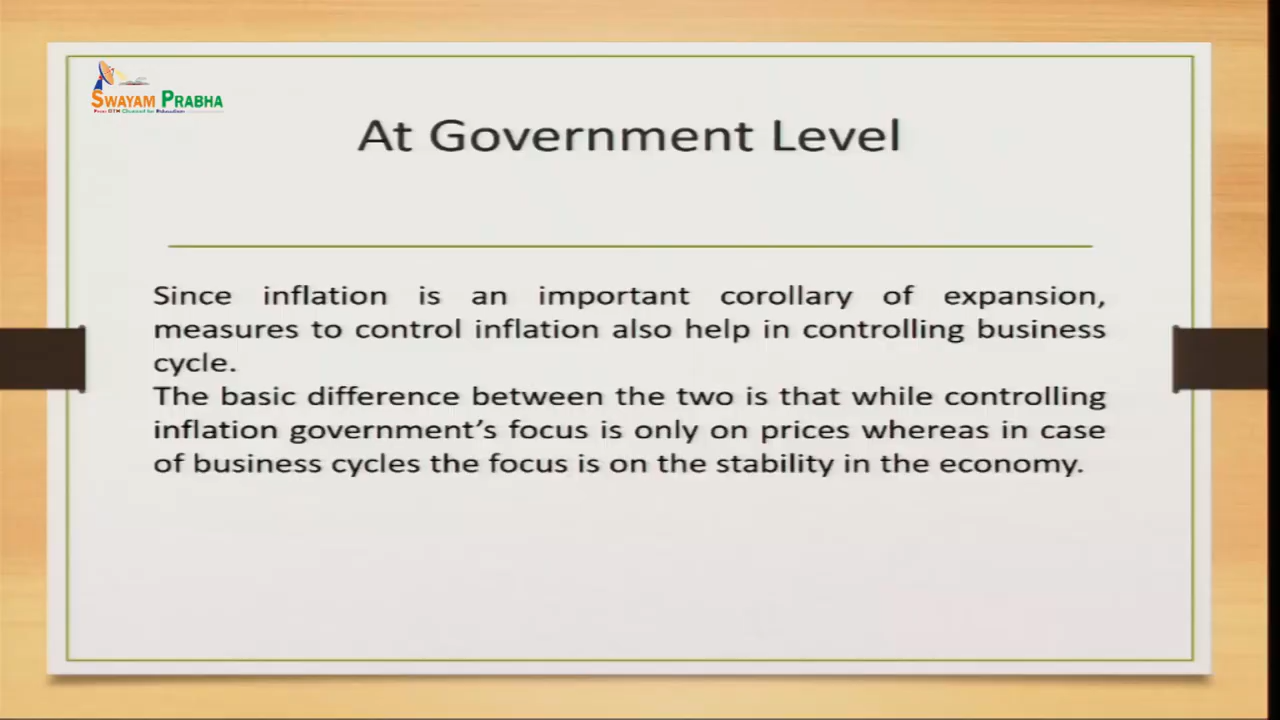 SWAYAM PRABHA
At Government Level
Since inflation is an important corollary of expansion,
measures to control inflation also help in controlling business
cycle.
The basic difference between the two is that while controlling
inflation government's focus is only on prices whereas in case
of business cycles the focus is on the stability in the economy.